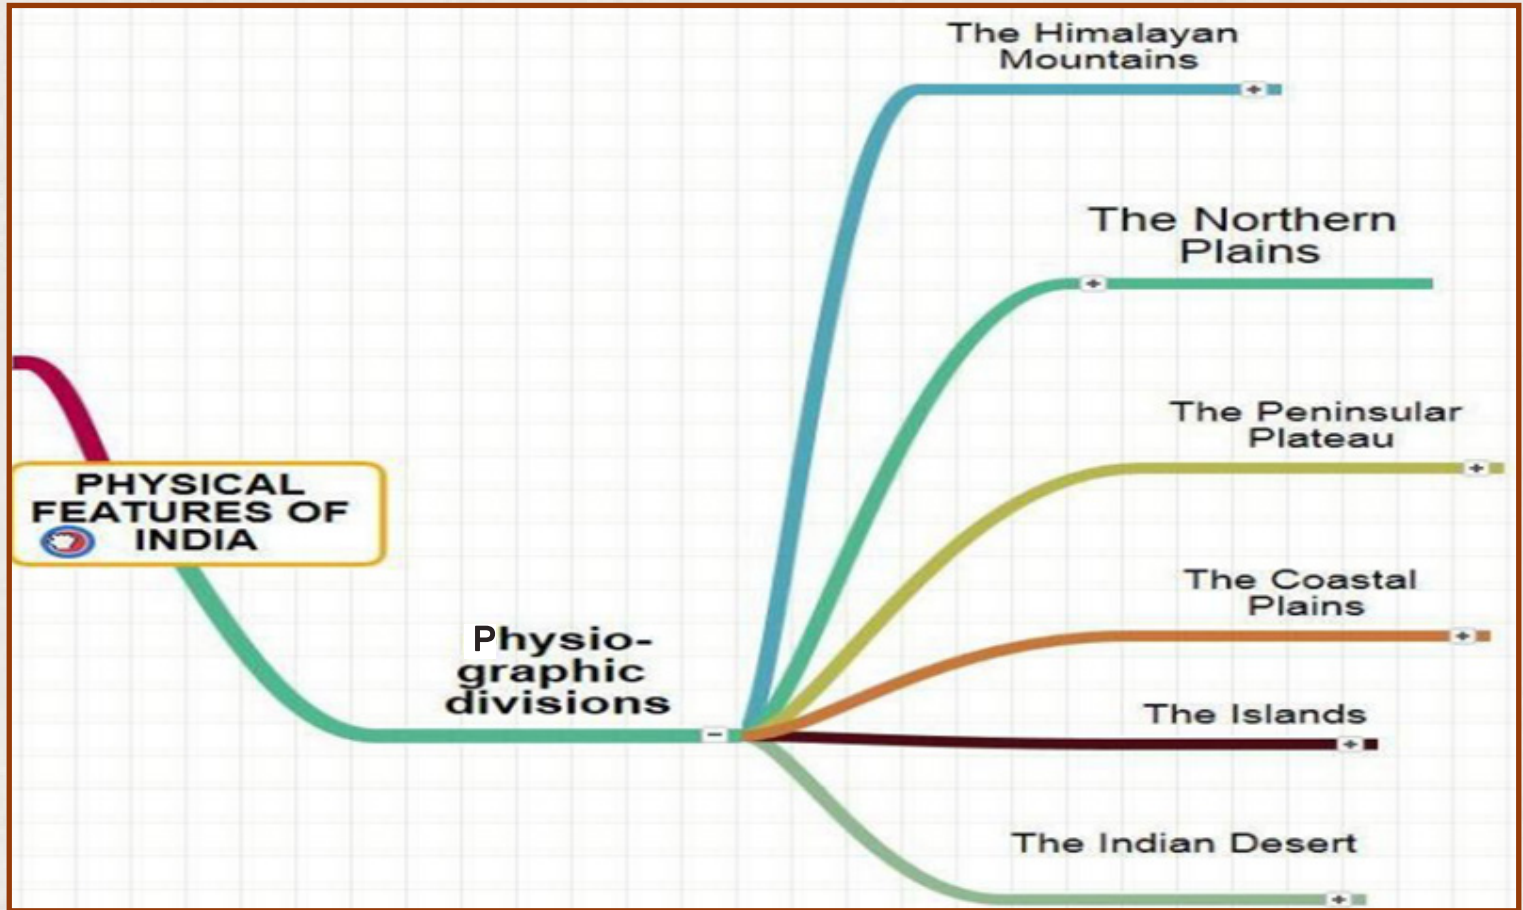 The Himalayan
Mountains
The Northern
Plains
The Peninsular
Plateau
PHYSICAL
FEATURES OF
INDIA
The Coastal
Plains
Physio-
graphic
divisions
The Islands
The Indian Desert